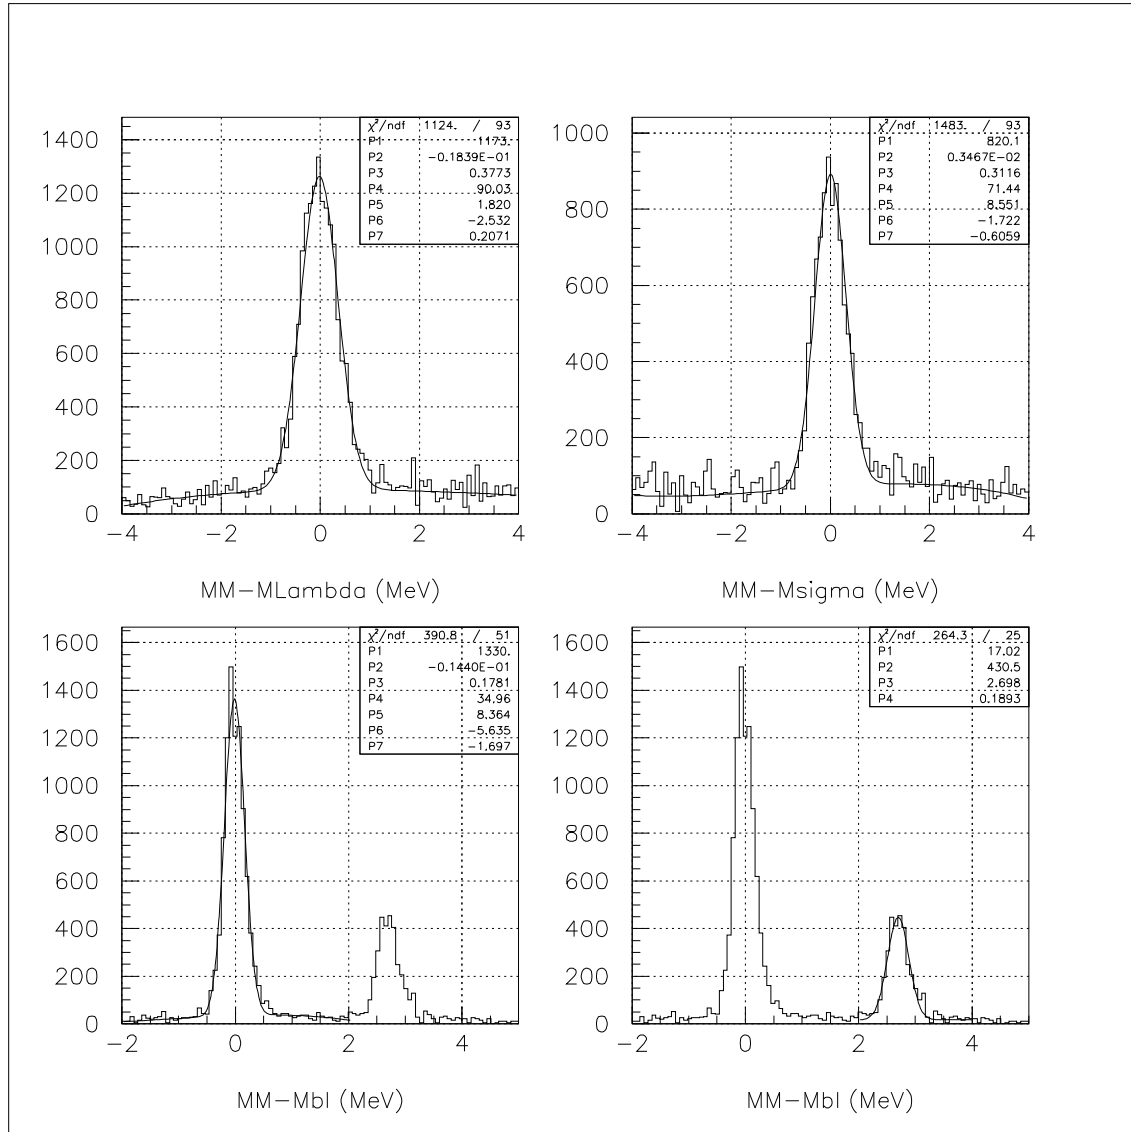 χ²/ndf 1124. / 93
P1 1173.
P2 −0.1839E−01
P3 0.3773
P4 90.03
P5 1.820
P6 −2.532
P7 0.2071
1400
1200
1000
800
600
400
200
0
−4 −2 0 2 4
MM−MLambda (MeV)
χ²/ndf 1483. / 93
P1 820.1
P2 0.3467E−02
P3 0.3116
P4 71.44
P5 8.551
P6 −1.722
P7 −0.6059
1000
800
600
400
200
0
−4 −2 0 2 4
MM−Msigma (MeV)
χ²/ndf 390.8 / 51
P1 1330.
P2 −0.1440E−01
P3 0.1781
P4 34.96
P5 8.364
P6 −5.635
P7 −1.697
1600
1400
1200
1000
800
600
400
200
0
−2 0 2 4
MM−Mbl (MeV)
χ²/ndf 264.3 / 25
P1 17.02
P2 430.5
P3 2.698
P4 0.1893
1600
1400
1200
1000
800
600
400
200
0
−2 0 2 4
MM−Mbl (MeV)